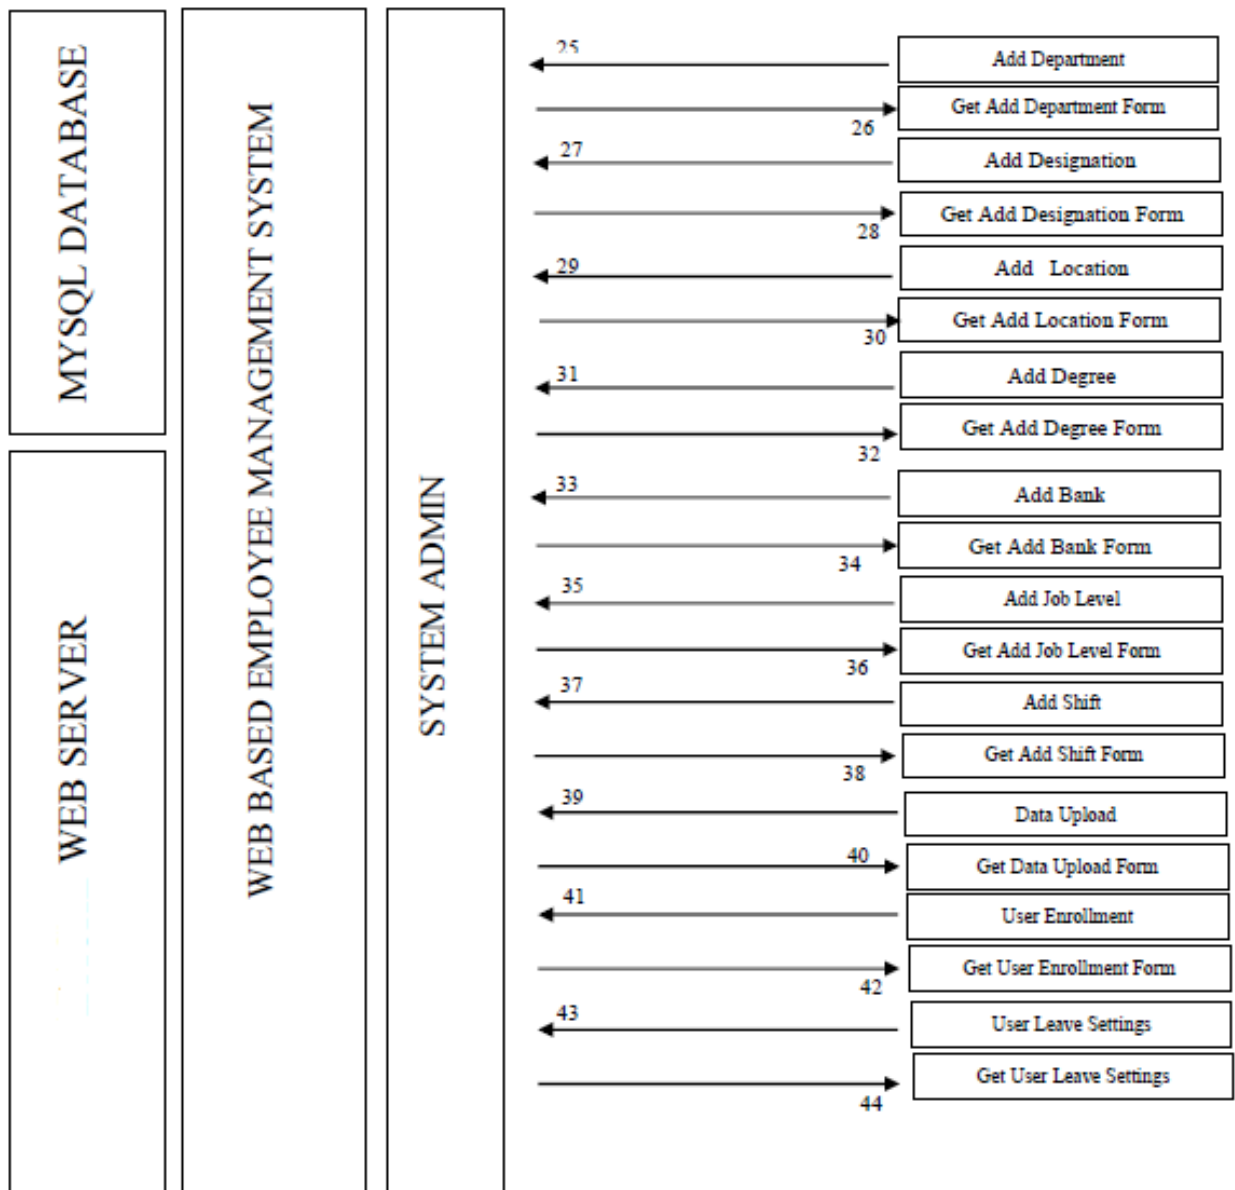 MYSQL DATABASE
WEB SERVER
WEB BASED EMPLOYEE MANAGEMENT SYSTEM
SYSTEM ADMIN
25
Add Department
Get Add Department Form
26
27
Add Designation
Get Add Designation Form
28
29
Add Location
Get Add Location Form
30
31
Add Degree
Get Add Degree Form
32
33
Add Bank
Get Add Bank Form
34
35
Add Job Level
Get Add Job Level Form
36
37
Add Shift
Get Add Shift Form
38
39
Data Upload
40
Get Data Upload Form
41
User Enrollment
Get User Enrollment Form
42
43
User Leave Settings
Get User Leave Settings
44